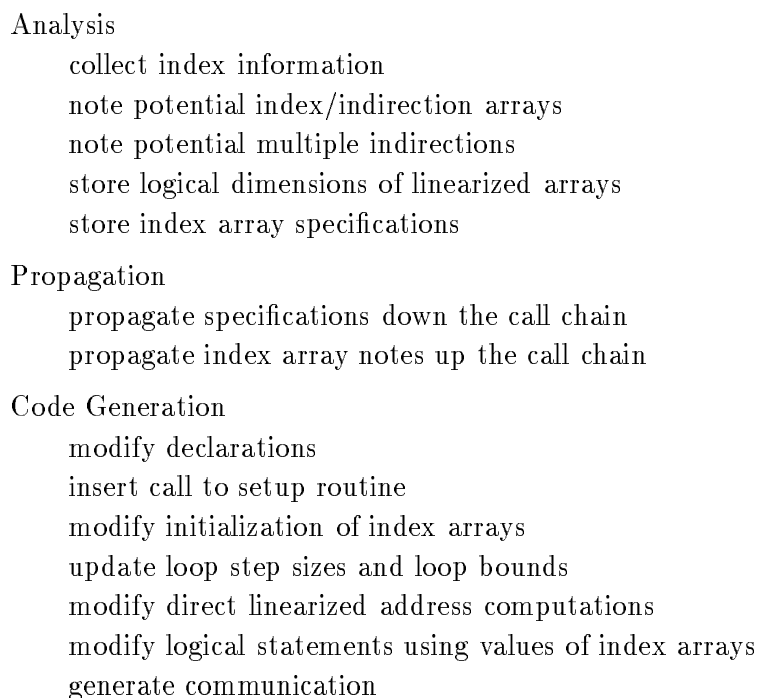 Analysis
collect index information
note potential index/indirection arrays
note potential multiple indirections
store logical dimensions of linearized arrays
store index array specifications
Propagation
propagate specifications down the call chain
propagate index array notes up the call chain
Code Generation
modify declarations
insert call to setup routine
modify initialization of index arrays
update loop step sizes and loop bounds
modify direct linearized address computations
modify logical statements using values of index arrays
generate communication